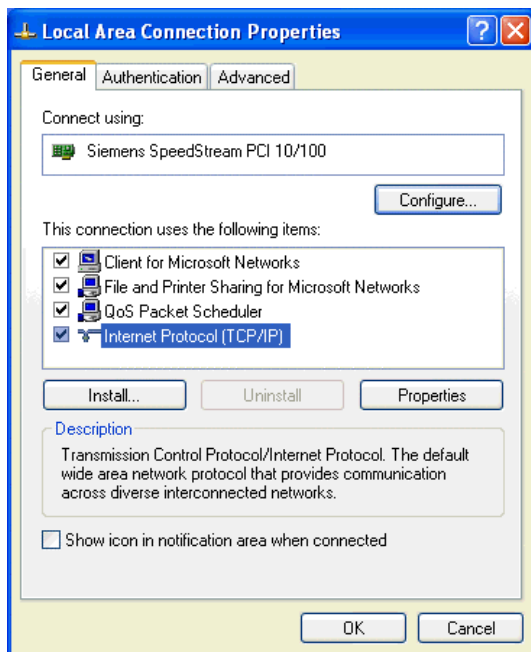 Local Area Connection Properties
General Authentication Advanced
Connect using:
Siemens SpeedStream PCI 10/100
Configure...
This connection uses the following items:
Client for Microsoft Networks
File and Printer Sharing for Microsoft Networks
QoS Packet Scheduler
Internet Protocol (TCP/IP)
Install... Uninstall Properties
Description
Transmission Control Protocol/Internet Protocol. The default
wide area network protocol that provides communication
across diverse interconnected networks.
Show icon in notification area when connected
OK Cancel